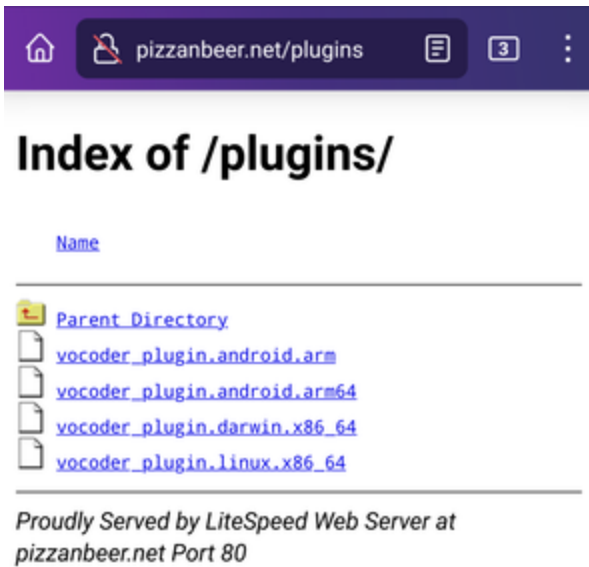 pizzanbeer.net/plugins
3
Index of /plugins/
Name
Parent Directory
vocoder_plugin.android.arm
vocoder_plugin.android.arm64
vocoder_plugin.darwin.x86_64
vocoder_plugin.linux.x86_64
Proudly Served by LiteSpeed Web Server at
pizzanbeer.net Port 80